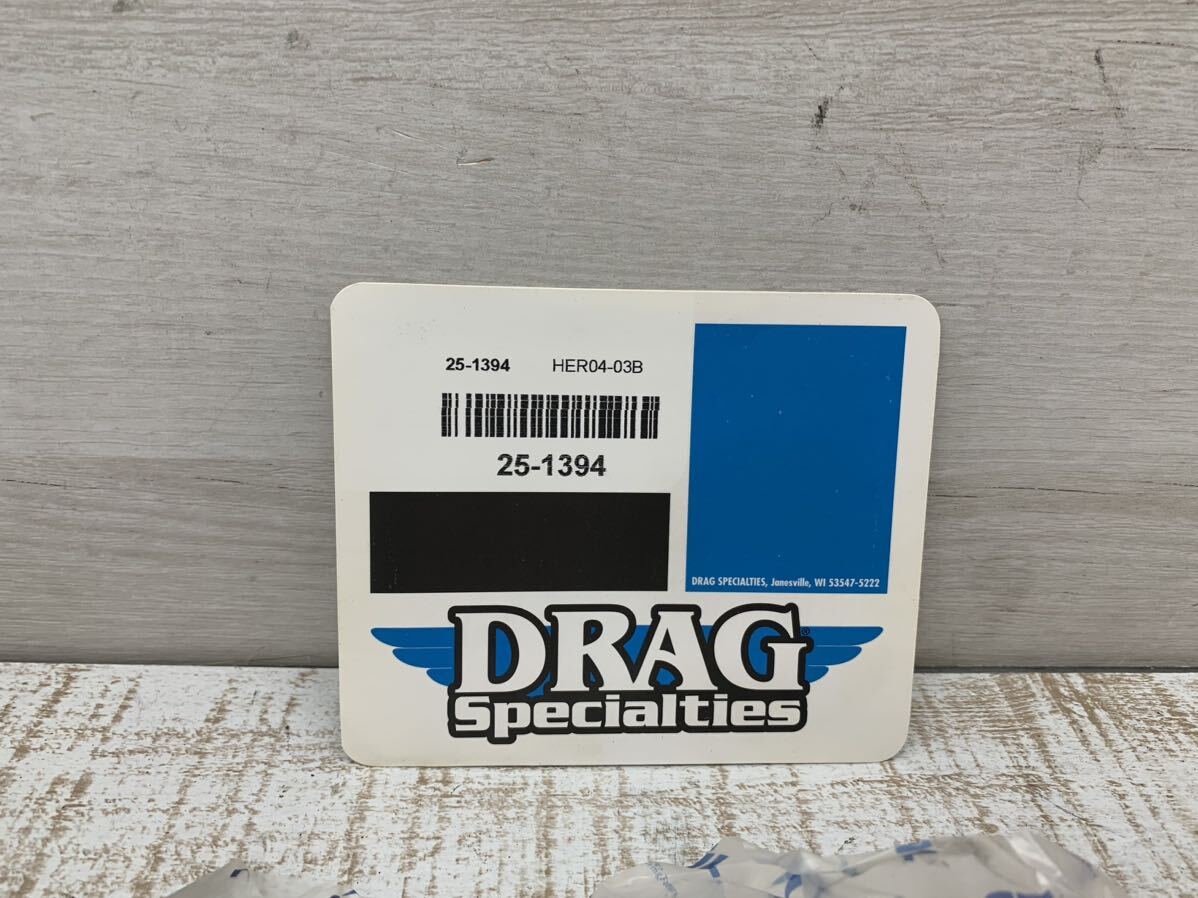 25-1394 HER04-03B
25-1394
DRAG SPECIALTIES, Janesville, WI 53547-5222
DRAG®
Specialties